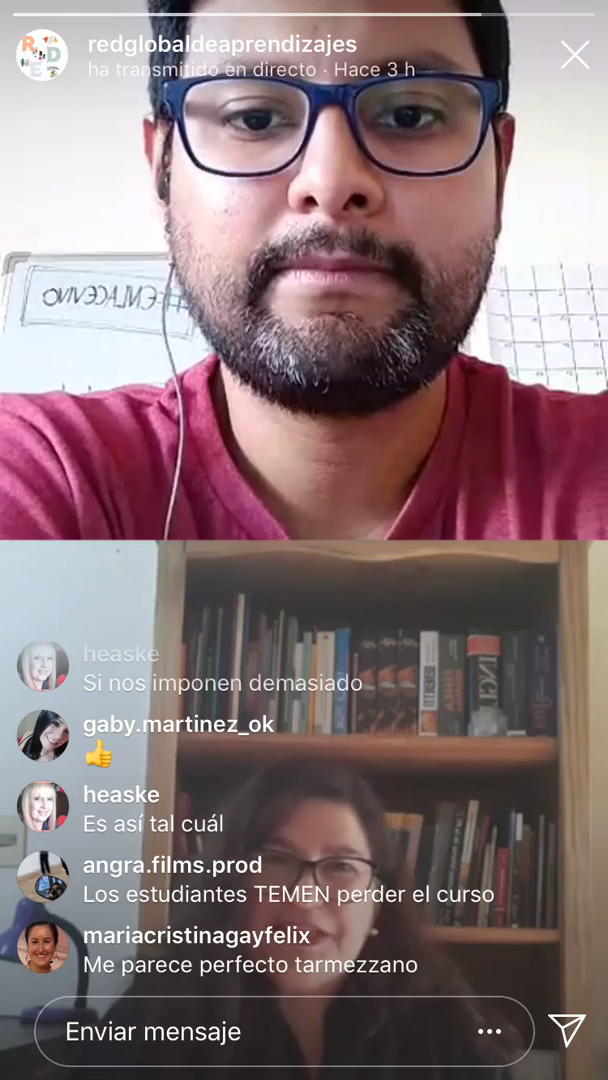 redglobaldeaprendizajes
ha transmitido en directo · Hace 3 h
#ENLACEVIVO
heaske
Si nos imponen demasiado
gaby.martinez_ok
👍
heaske
Es así tal cuál
angra.films.prod
Los estudiantes TEMEN perder el curso
mariacristinagayfelix
Me parece perfecto tarmezzano
Enviar mensaje